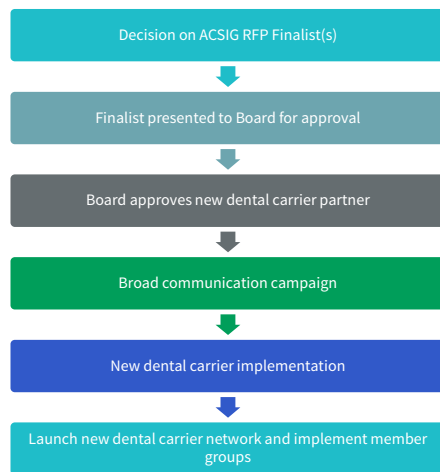 Decision on ACSIG RFP Finalist(s)
Finalist presented to Board for approval
Board approves new dental carrier partner
Broad communication campaign
New dental carrier implementation
Launch new dental carrier network and implement member
groups